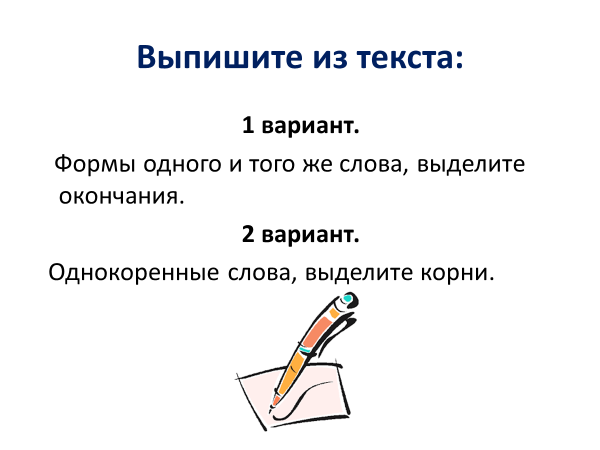 Выпишите из текста:
1 вариант.
Формы одного и того же слова, выделите
окончания.
2 вариант.
Однокоренные слова, выделите корни.